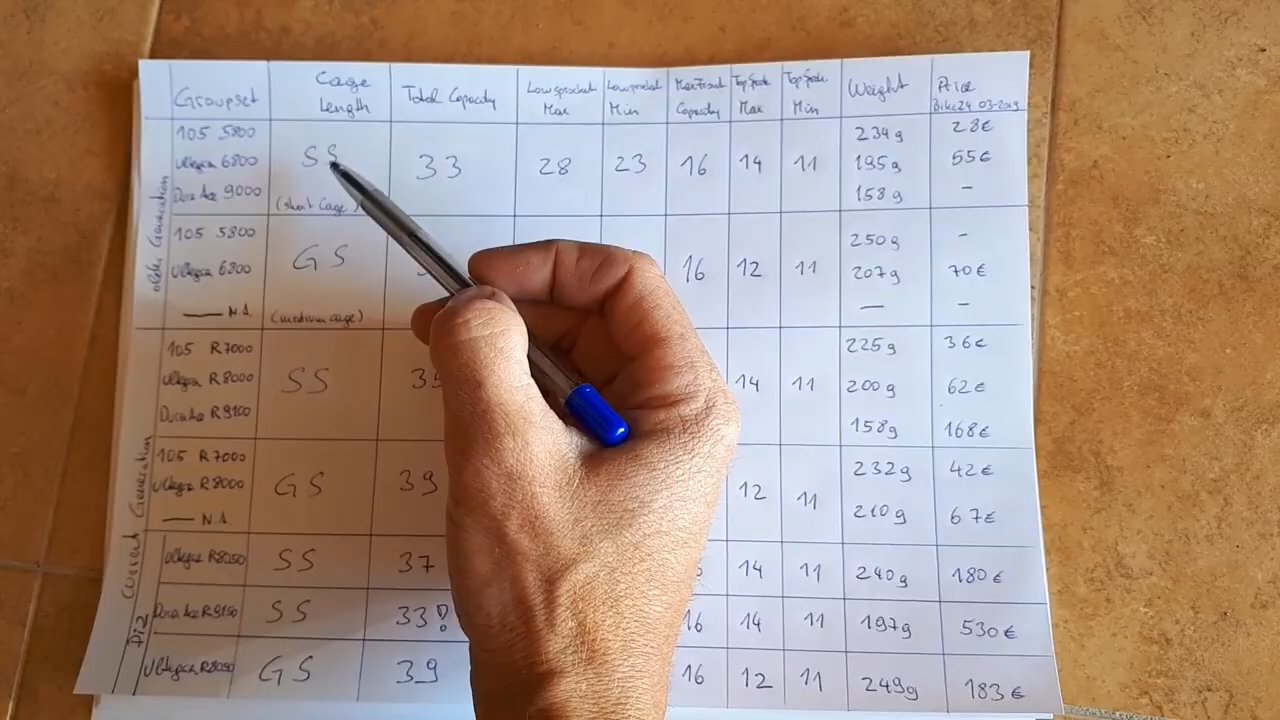 Groupset Cage Length Total Capacity Low sprocket Max Low sprocket Min Max Front Capacity Top Max Top Min Weight Price Bike24 03-2019
older Generation
105 5800 234g 28€
Ultegra 6800 SS 33 28 23 16 14 11 195g 55€
Dura Ace 9000 (short cage) 158g –
105 5800 250g –
Ultegra 6800 GS 16 12 11 207g 70€
— N.A. (medium cage) — –
Current Generation
105 R7000 225g 36€
Ultegra R8000 SS 14 11 200g 62€
Dura Ace R9100 158g 168€
105 R7000 232g 42€
Ultegra R8000 GS 39 12 11 210g 67€
— N.A.
Di2
Ultegra R8050 SS 37 14 11 240g 180€
Dura Ace R9150 SS 33! 16 14 11 197g 530€
Ultegra R8050 GS 39 16 12 11 249g 183€